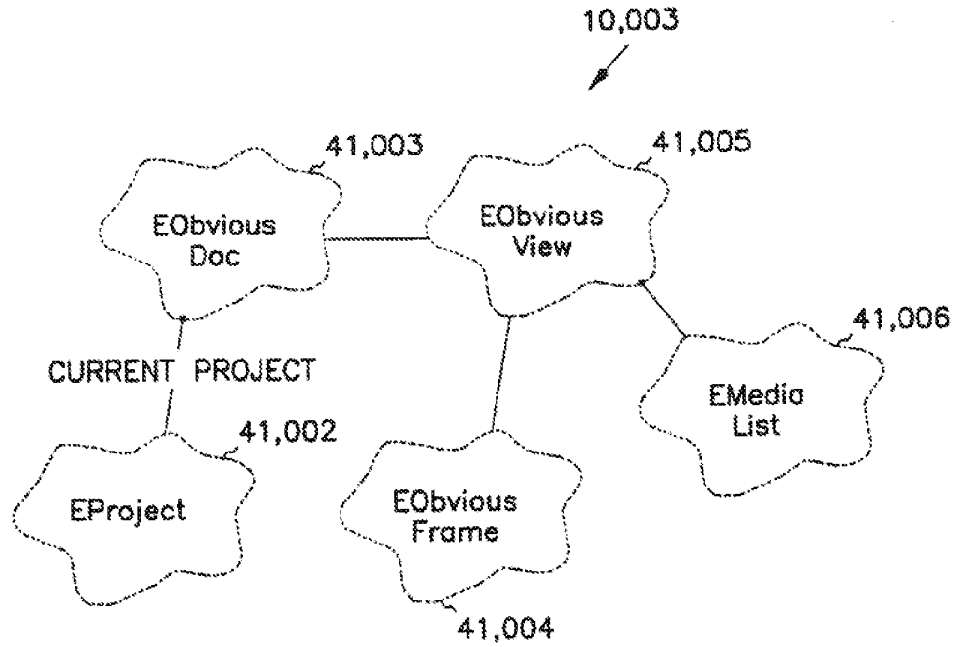 10,003
41,003
41,005
EObvious
Doc
EObvious
View
41,006
CURRENT PROJECT
EMedia
List
41,002
EProject
EObvious
Frame
41,004